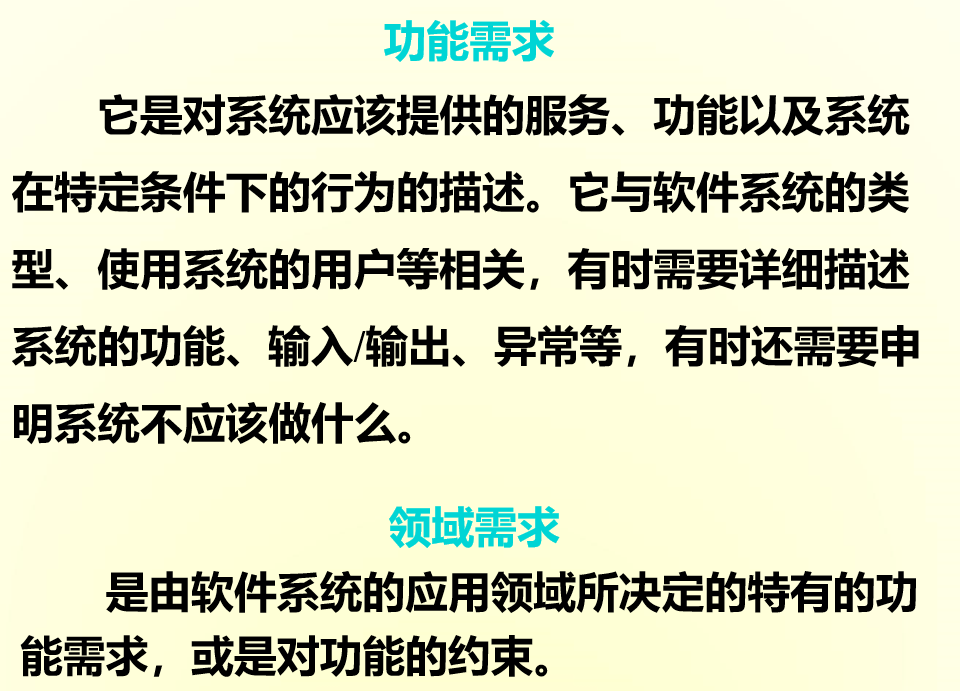 功能需求
它是对系统应该提供的服务、功能以及系统
在特定条件下的行为的描述。它与软件系统的类
型、使用系统的用户等相关，有时需要详细描述
系统的功能、输入/输出、异常等，有时还需要申
明系统不应该做什么。
领域需求
是由软件系统的应用领域所决定的特有的功
能需求，或是对功能的约束。